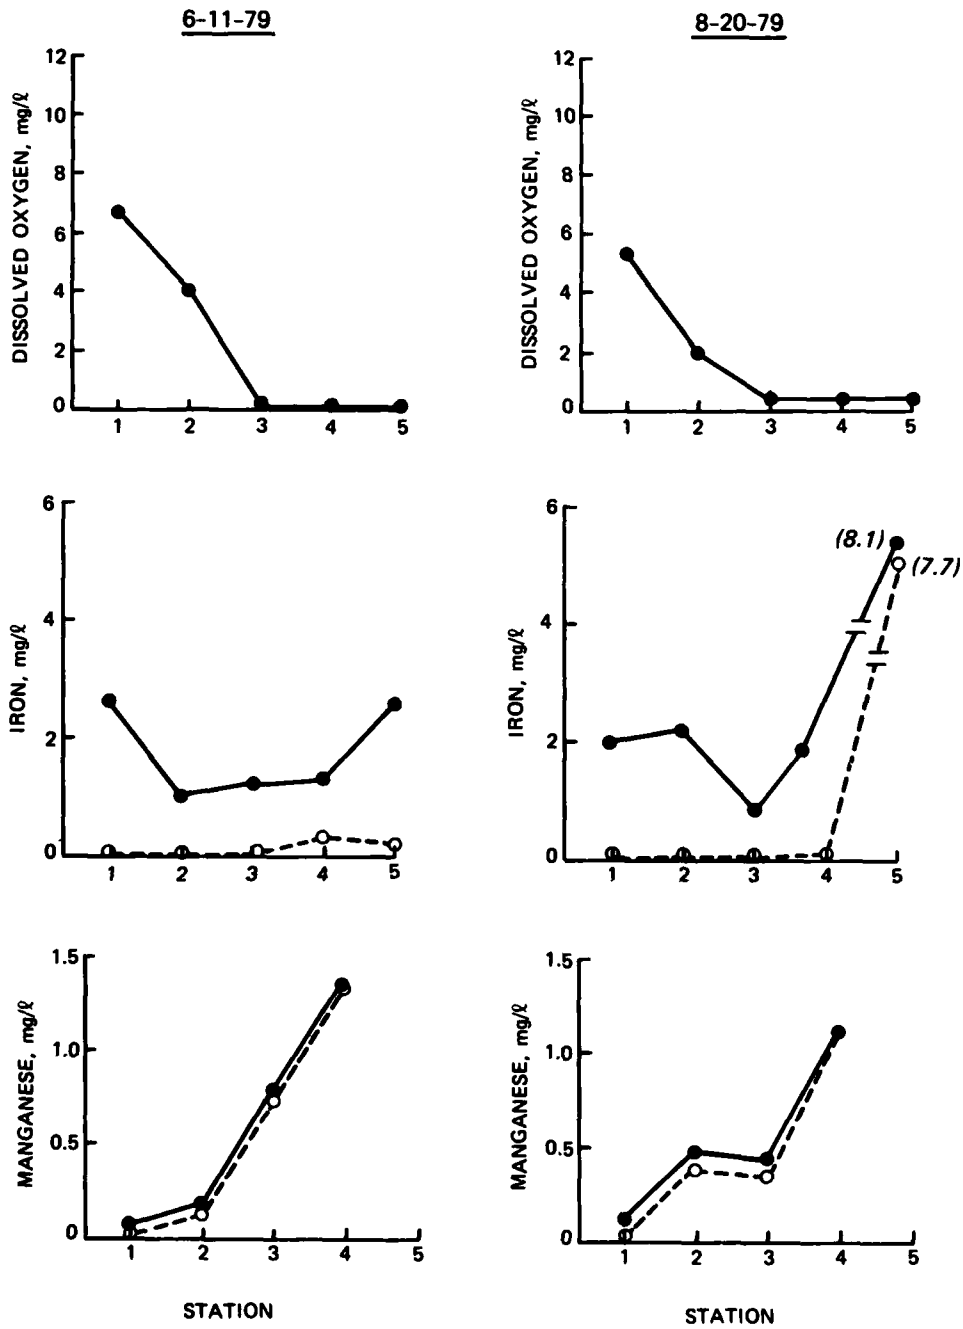 6-11-79
8-20-79
DISSOLVED OXYGEN, mg/ℓ
12
10
8
6
4
2
0
1 2 3 4 5
DISSOLVED OXYGEN, mg/ℓ
12
10
8
6
4
2
0
1 2 3 4 5
IRON, mg/ℓ
6
4
2
0
1 2 3 4 5
IRON, mg/ℓ
6
4
2
0
(8.1)
(7.7)
1 2 3 4 5
MANGANESE, mg/ℓ
1.5
1.0
0.5
0
1 2 3 4 5
STATION
MANGANESE, mg/ℓ
1.5
1.0
0.5
0
1 2 3 4 5
STATION